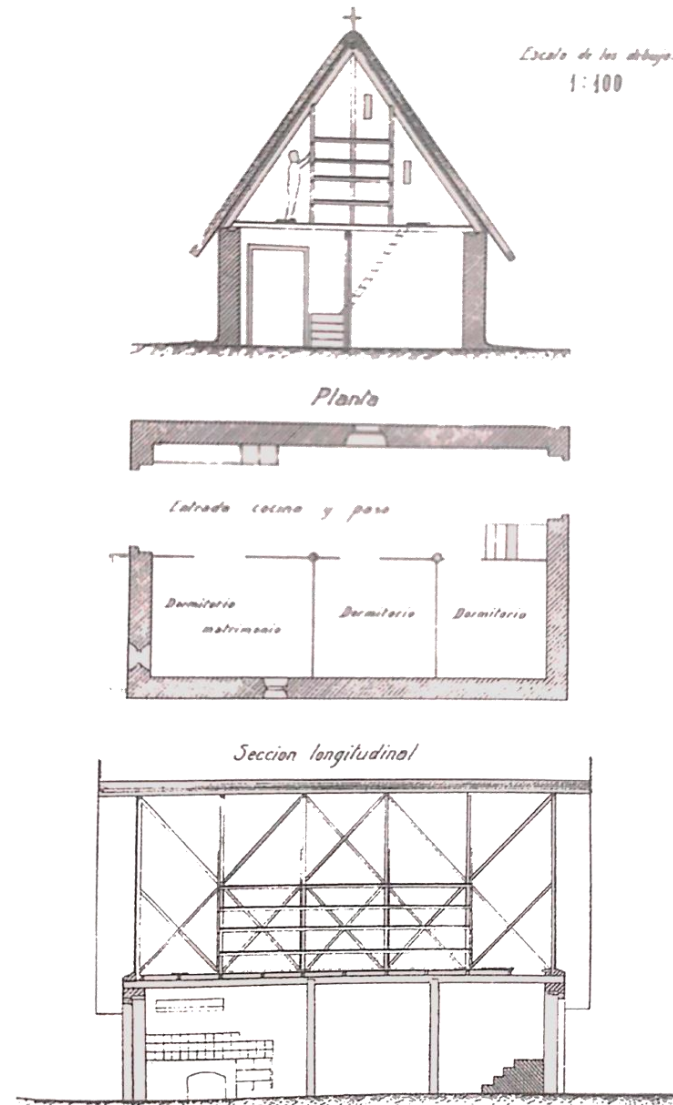 Escala de los dibujos
1:100
Planta
Entrada cocina y paso
Dormitorio
matrimonio
Dormitorio
Dormitorio
Seccion longitudinal